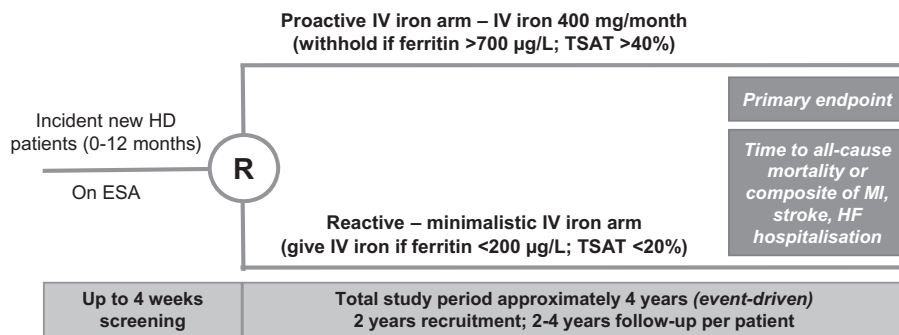 Proactive IV iron arm – IV iron 400 mg/month
(withhold if ferritin >700 µg/L; TSAT >40%)
Incident new HD
patients (0-12 months)
On ESA
R
Primary endpoint
Time to all-cause
mortality or
composite of MI,
stroke, HF
hospitalisation
Reactive – minimalistic IV iron arm
(give IV iron if ferritin <200 µg/L; TSAT <20%)
Up to 4 weeks
screening
Total study period approximately 4 years (event-driven)
2 years recruitment; 2-4 years follow-up per patient